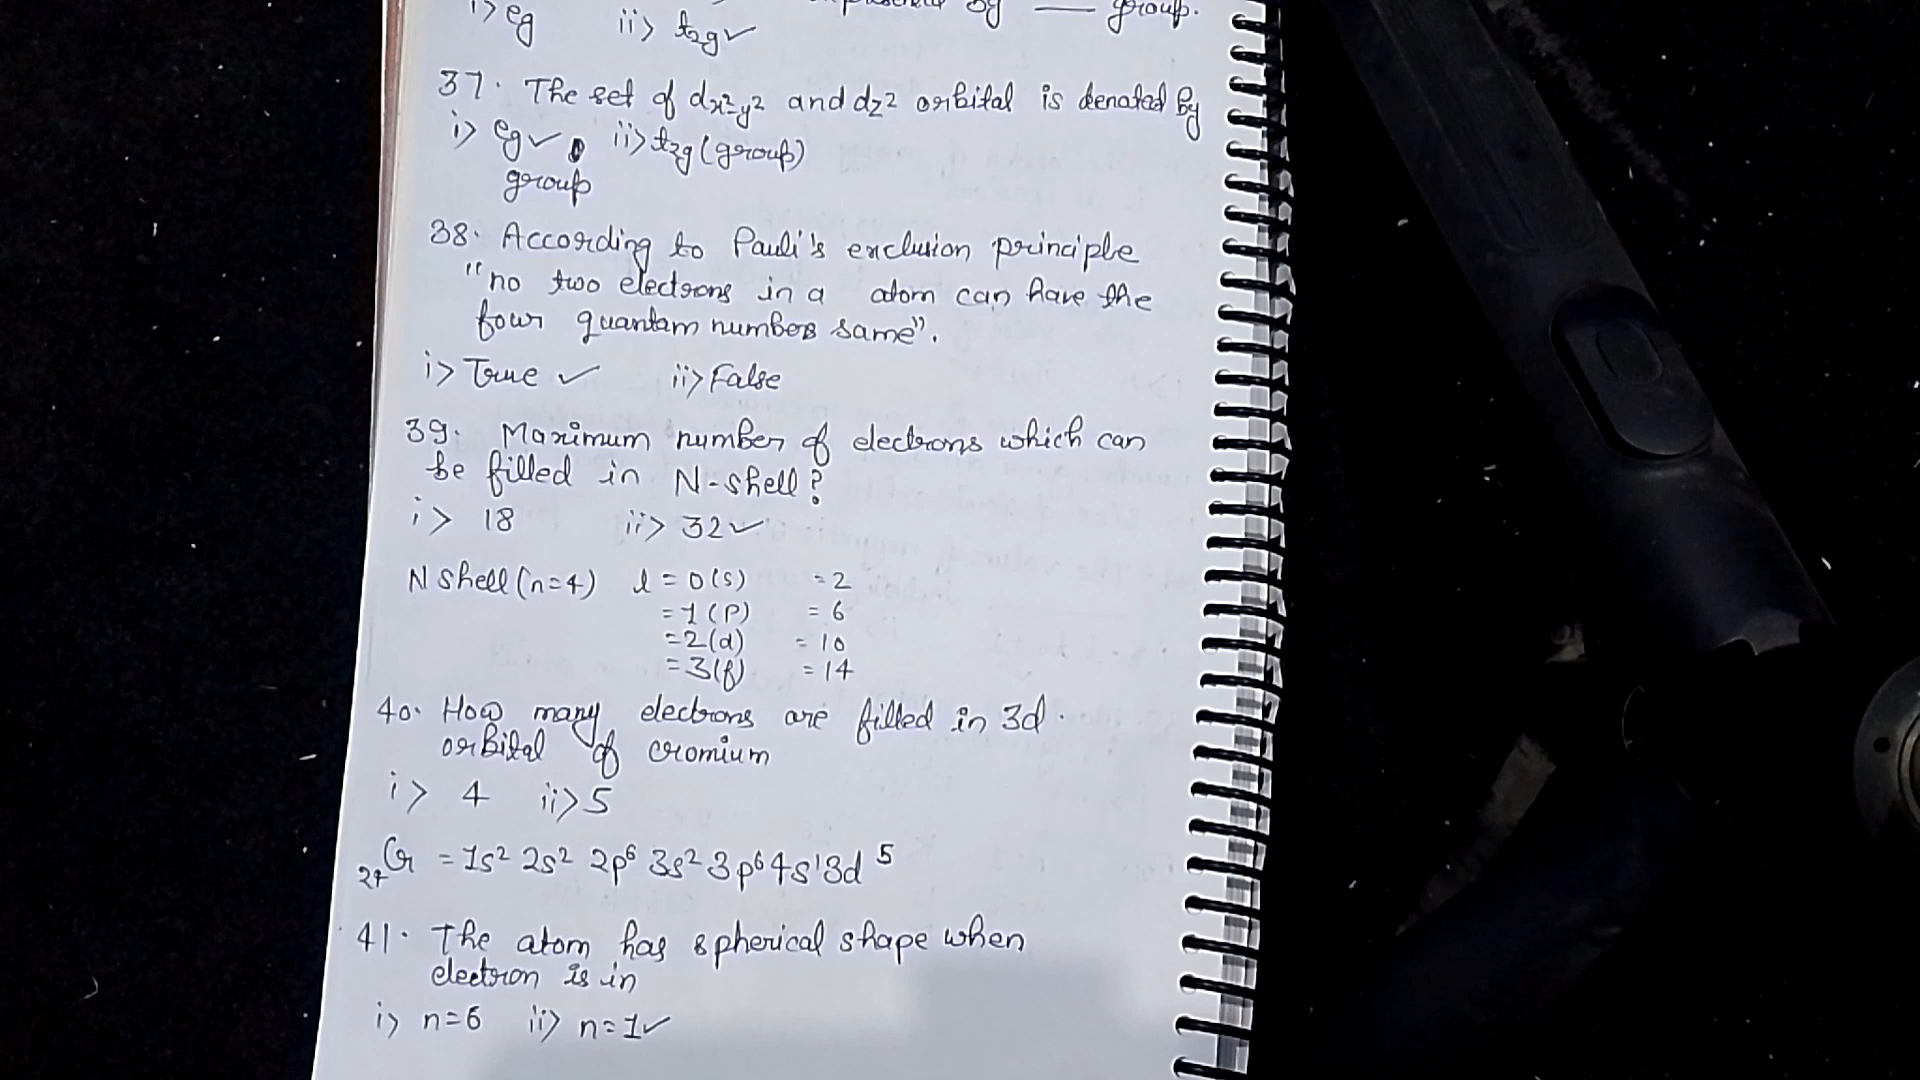 i> eg ii> t2g ✓ by — group.
37. The set of dx²-y² and dz² orbital is denoted by
i> eg ✓ ii> t2g (group)
group
38. According to Pauli's exclusion principle
"no two electrons in a atom can have the
four quantam numbers same".
i> True ✓ ii> False
39. Maximum number of electrons which can
be filled in N-shell?
i> 18 ii> 32 ✓
N shell (n=4) l = 0(s) = 2
= 1(p) = 6
= 2(d) = 10
= 3(f) = 14
40. How many electrons are filled in 3d
orbital of cromium
i> 4 ii> 5
24Cr = 1s² 2s² 2p⁶ 3s² 3p⁶ 4s¹ 3d⁵
41. The atom has spherical shape when
electron is in
i> n=6 ii> n=1 ✓